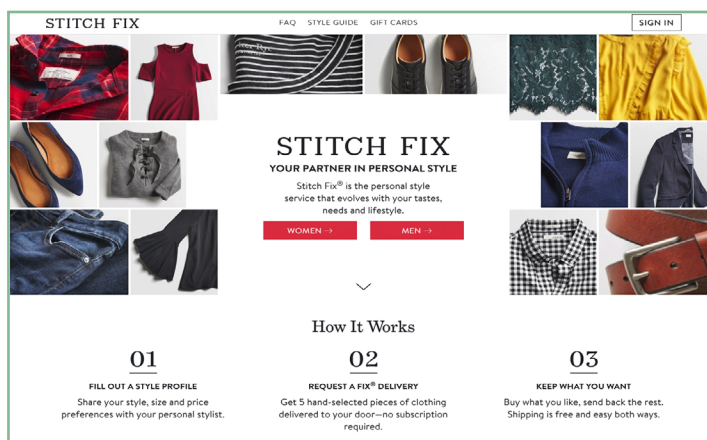 STITCH FIX
FAQ STYLE GUIDE GIFT CARDS
SIGN IN
STITCH FIX
YOUR PARTNER IN PERSONAL STYLE
Stitch Fix® is the personal style
service that evolves with your tastes,
needs and lifestyle.
WOMEN →
MEN →
How It Works
01
FILL OUT A STYLE PROFILE
Share your style, size and price
preferences with your personal stylist.
02
REQUEST A FIX® DELIVERY
Get 5 hand-selected pieces of clothing
delivered to your door—no subscription
required.
03
KEEP WHAT YOU WANT
Buy what you like, send back the rest.
Shipping is free and easy both ways.